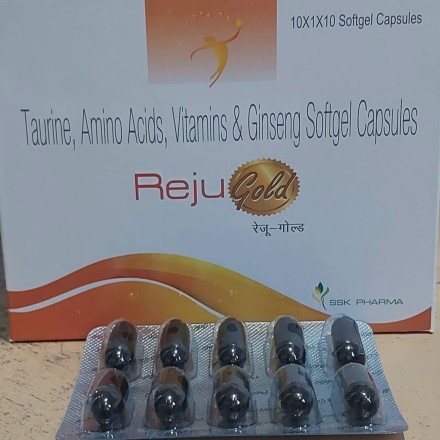 10X1X10 Softgel Capsules
Taurine, Amino Acids, Vitamins & Ginseng Softgel Capsules
Reju Gold
रेजू-गोल्ड
SSK PHARMA